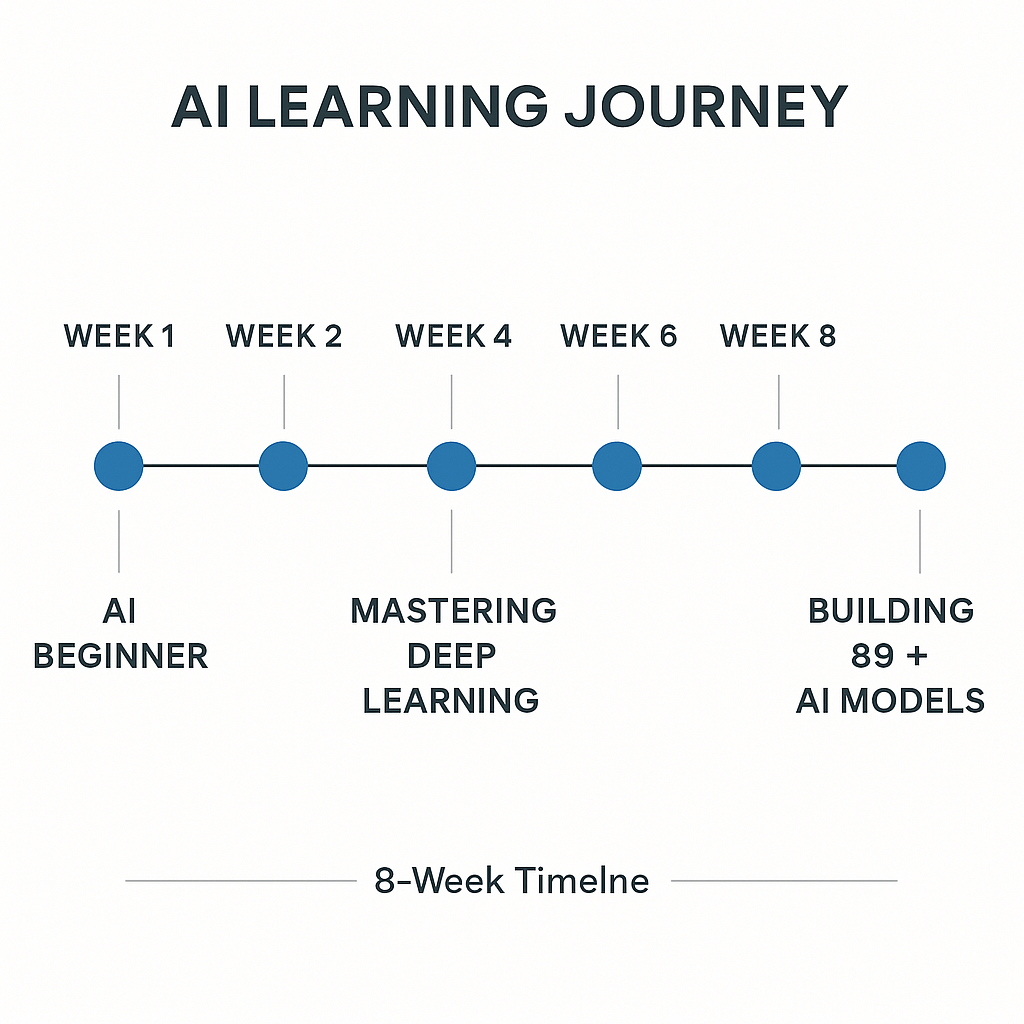 AI LEARNING JOURNEY
WEEK 1
WEEK 2
WEEK 4
WEEK 6
WEEK 8
AI
BEGINNER
MASTERING
DEEP
LEARNING
BUILDING
89 +
AI MODELS
8-Week Timelne